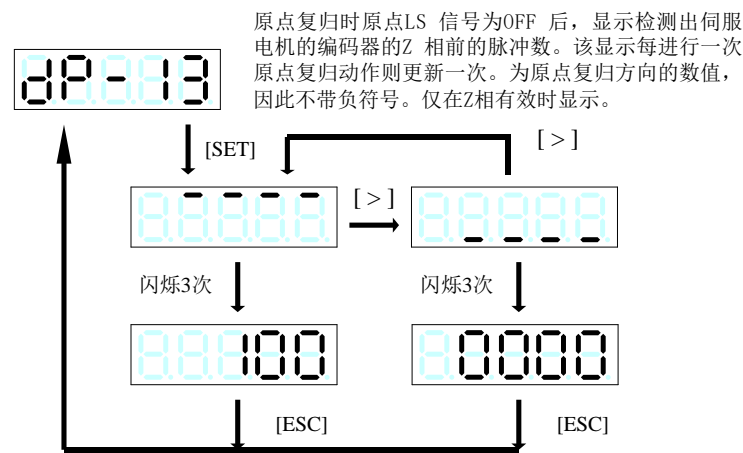 原点复归时原点LS 信号为OFF 后，显示检测出伺服
电机的编码器的Z 相前的脉冲数。该显示每进行一次
原点复归动作则更新一次。为原点复归方向的数值，
因此不带负符号。仅在Z相有效时显示。
dP-13
[SET]
[ > ]
[ > ]
闪烁3次
闪烁3次
100
0000
[ESC]
[ESC]